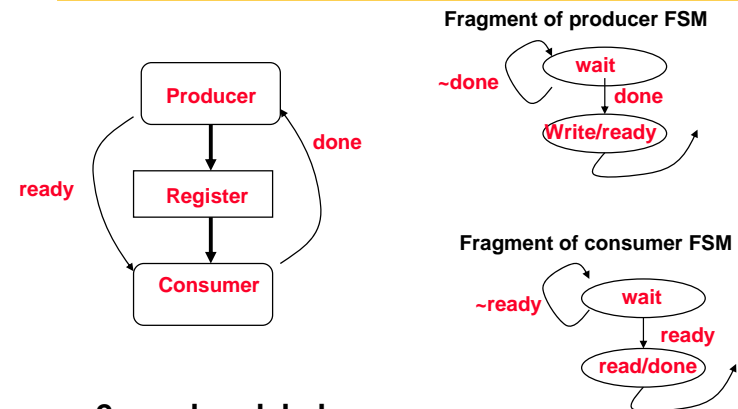 Fragment of producer FSM
wait
~done
done
Write/ready
Producer
done
ready
Register
Consumer
Fragment of consumer FSM
wait
~ready
ready
read/done